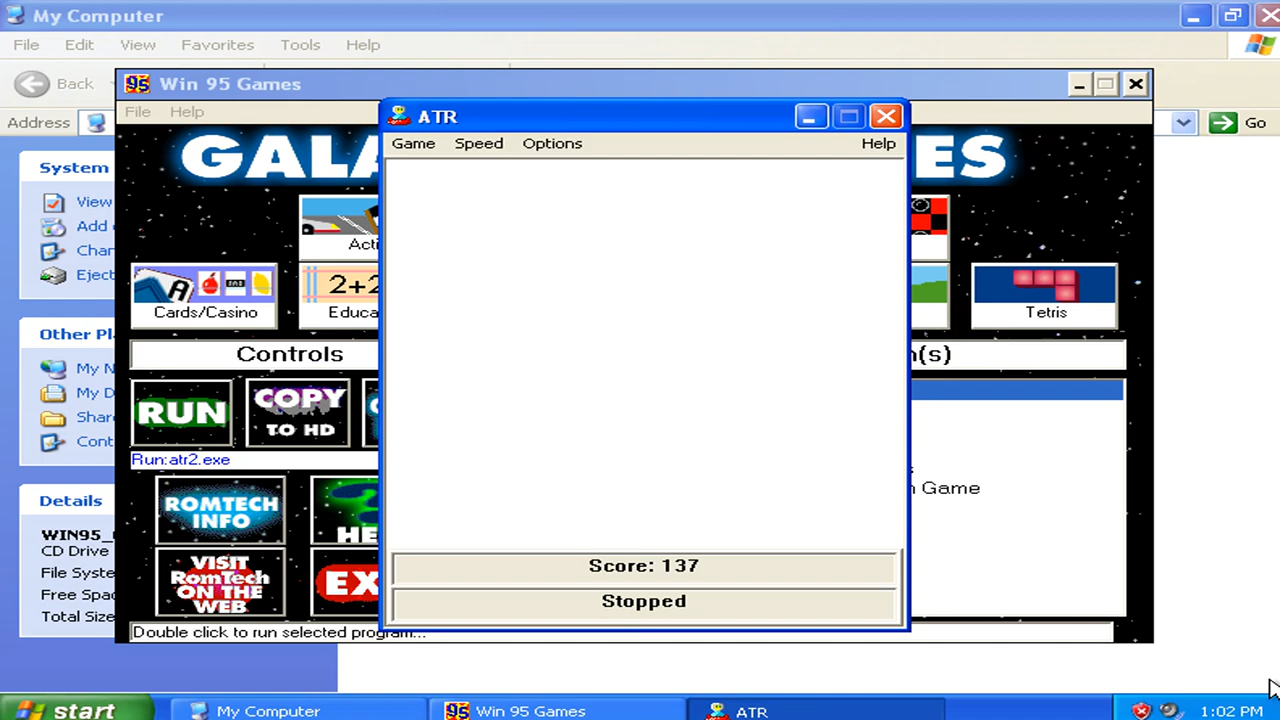 My Computer
File Edit View Favorites Tools Help
Back
Address
Go
Win 95 Games
File Help
GALA
ES
ATR
Game Speed Options Help
System
View
Add
Eject
Other Pl
My N
My D
Share
Cont
Details
WIN95_
CD Drive
File Syste
Free Spac
Total Size
Acti
Cards/Casino
A
2+2
Educa
Tetris
Controls
n(s)
RUN
COPY
TO HD
Run:atr2.exe
n Game
ROMTECH
INFO
HE
VISIT
RomTech
ON THE
WEB
EX
Score: 137
Stopped
Double click to run selected program...
start
My Computer
95 Win 95 Games
ATR
1:02 PM